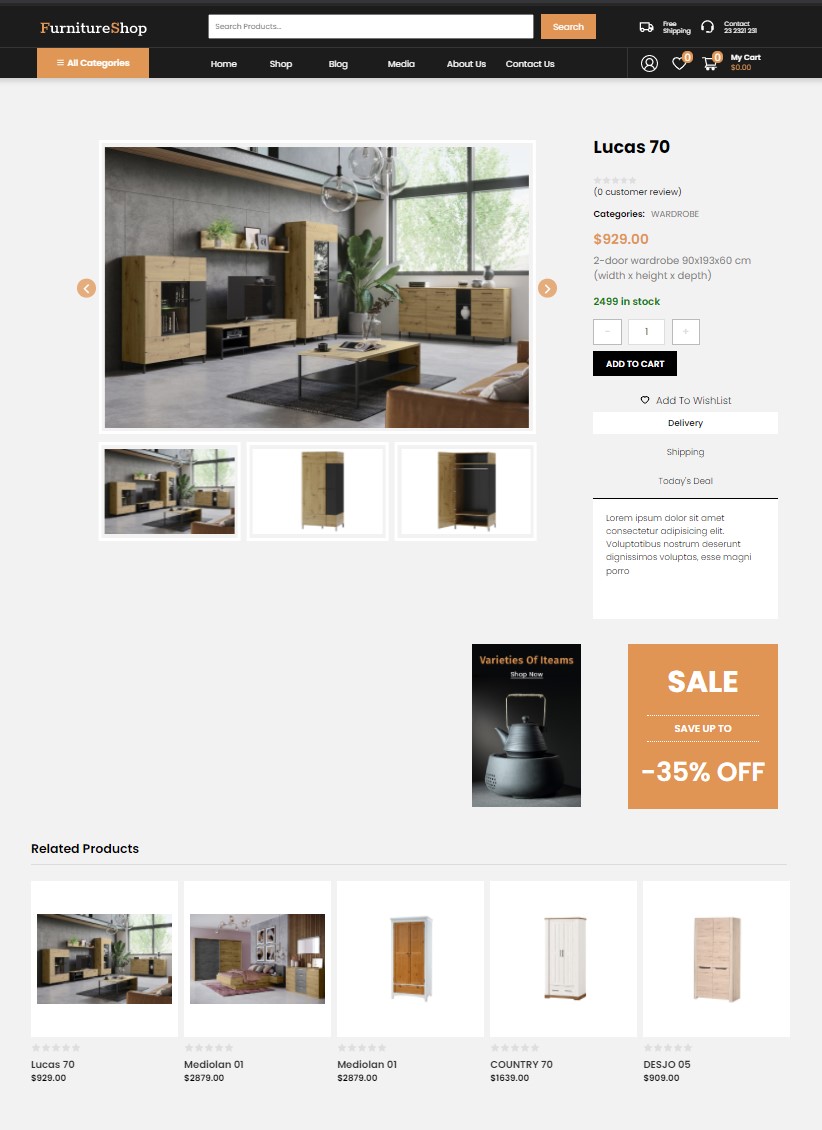 FurnitureShop
Search Products...
Search
Free
Shipping
Contact
23 2321 231
≡ All Categories
Home
Shop
Blog
Media
About Us
Contact Us
0
0
My Cart
$0.00
Lucas 70
(0 customer review)
Categories: WARDROBE
$929.00
2-door wardrobe 90x193x60 cm
(width x height x depth)
2499 in stock
-
1
+
ADD TO CART
Add To WishList
Delivery
Shipping
Today's Deal
Lorem ipsum dolor sit amet
consectetur adipisicing elit.
Voluptatibus nostrum deserunt
dignissimos voluptas, esse magni
porro
Varieties Of Iteams
Shop Now
SALE
SAVE UP TO
-35% OFF
Related Products
Lucas 70
$929.00
Mediolan 01
$2879.00
Mediolan 01
$2879.00
COUNTRY 70
$1639.00
DESJO 05
$909.00